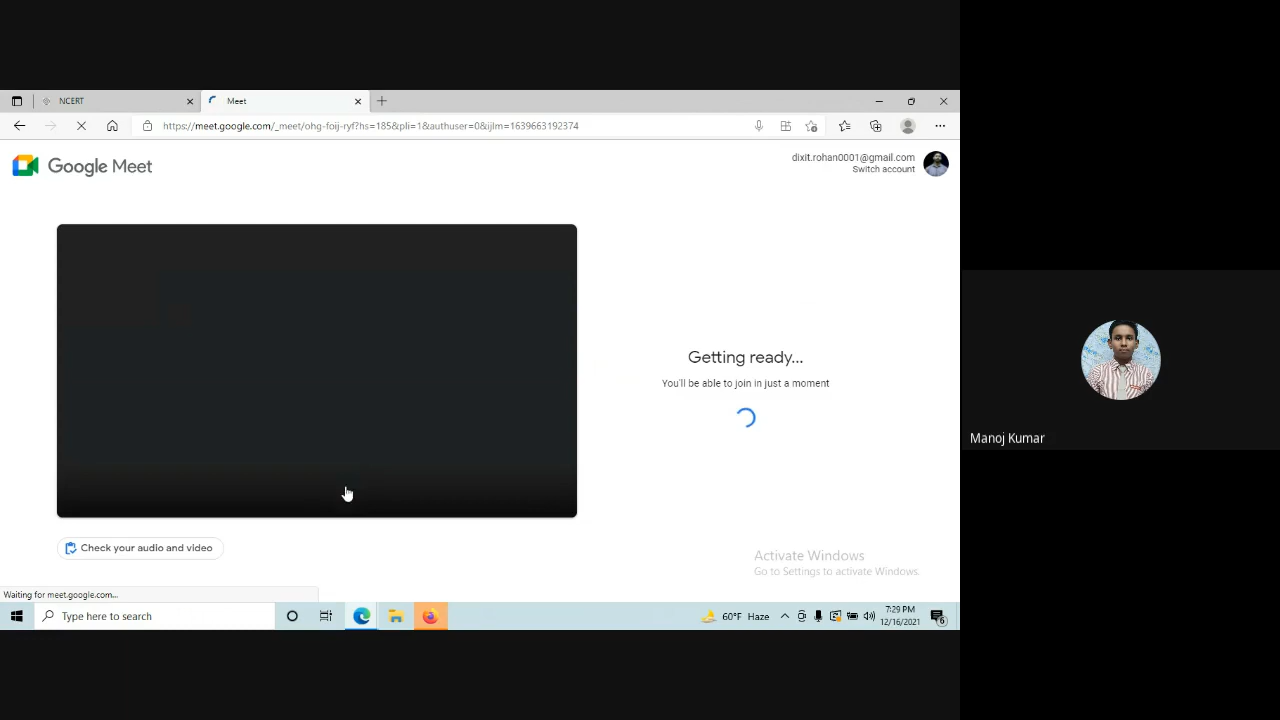 NCERT
Meet
https://meet.google.com/_meet/ohg-foij-ryf?hs=185&pli=1&authuser=0&ijlm=1639663192374
Google Meet
dixit.rohan0001@gmail.com
Switch account
Getting ready...
You'll be able to join in just a moment
Manoj Kumar
Check your audio and video
Activate Windows
Go to Settings to activate Windows.
Waiting for meet.google.com...
Type here to search
60°F Haze
7:29 PM
12/16/2021
6